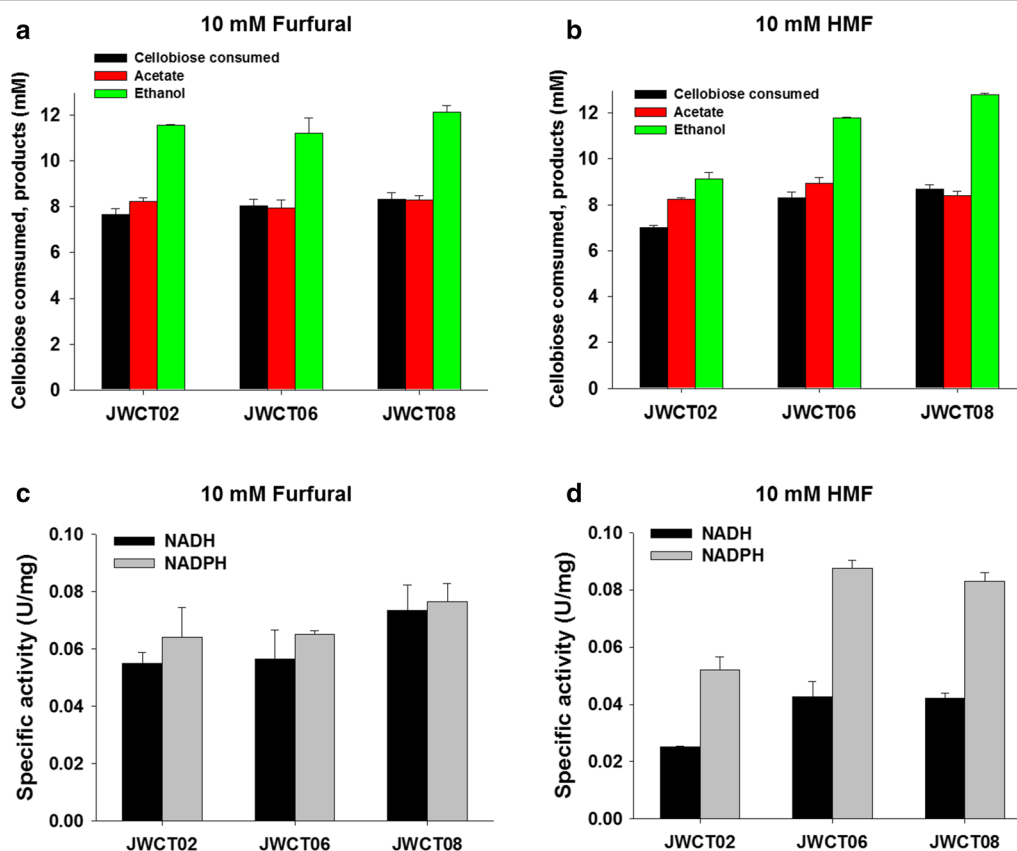 a
10 mM Furfural
Cellobiose consumed
Acetate
Ethanol
Cellobiose comsumed, products (mM)
12
10
8
6
4
2
0
JWCT02
JWCT06
JWCT08
b
10 mM HMF
Cellobiose consumed
Acetate
Ethanol
Cellobiose comsumed, products (mM)
12
10
8
6
4
2
0
JWCT02
JWCT06
JWCT08
c
10 mM Furfural
NADH
NADPH
Specific activity (U/mg)
0.10
0.08
0.06
0.04
0.02
0.00
JWCT02
JWCT06
JWCT08
d
10 mM HMF
NADH
NADPH
Specific activity (U/mg)
0.10
0.08
0.06
0.04
0.02
0.00
JWCT02
JWCT06
JWCT08